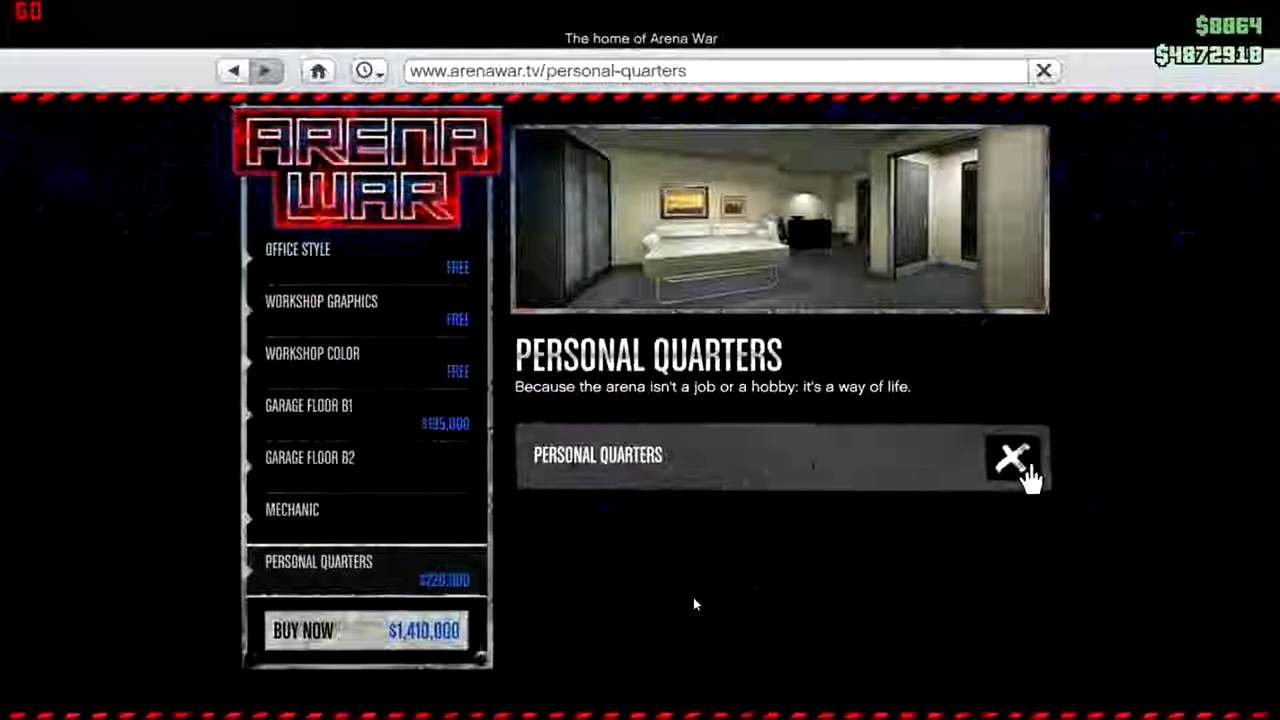 60
$8864
The home of Arena War
$4872918
www.arenawar.tv/personal-quarters
ARENA
WAR
OFFICE STYLE
FREE
WORKSHOP GRAPHICS
FREE
WORKSHOP COLOR
FREE
GARAGE FLOOR B1
$195,000
GARAGE FLOOR B2
MECHANIC
PERSONAL QUARTERS
$220,000
BUY NOW $1,410,000
PERSONAL QUARTERS
Because the arena isn't a job or a hobby: it's a way of life.
PERSONAL QUARTERS